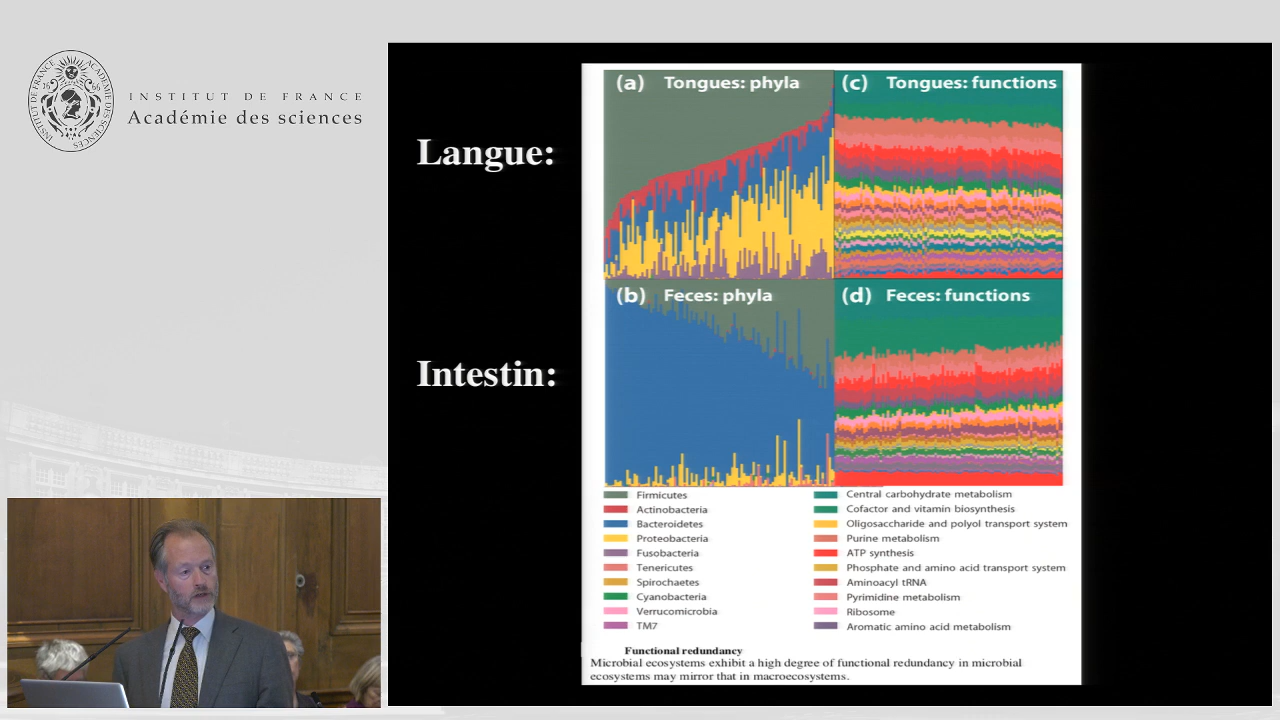 INSTITUT DE FRANCE
Académie des sciences
Langue:
Intestin:
(a) Tongues: phyla
(c) Tongues: functions
(b) Feces: phyla
(d) Feces: functions
Firmicutes
Actinobacteria
Bacteroidetes
Proteobacteria
Fusobacteria
Tenericutes
Spirochaetes
Cyanobacteria
Verrucomicrobia
TM7
Central carbohydrate metabolism
Cofactor and vitamin biosynthesis
Oligosaccharide and polyol transport system
Purine metabolism
ATP synthesis
Phosphate and amino acid transport system
Aminoacyl tRNA
Pyrimidine metabolism
Ribosome
Aromatic amino acid metabolism
Functional redundancy
Microbial ecosystems exhibit a high degree of functional redundancy in microbial
ecosystems may mirror that in macroecosystems.